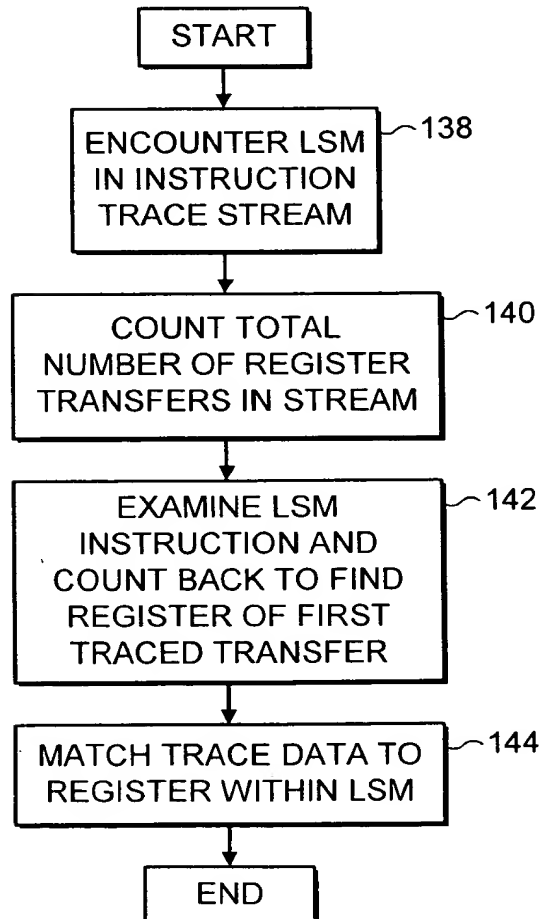 START
ENCOUNTER LSM
IN INSTRUCTION
TRACE STREAM
138
COUNT TOTAL
NUMBER OF REGISTER
TRANSFERS IN STREAM
140
EXAMINE LSM
INSTRUCTION AND
COUNT BACK TO FIND
REGISTER OF FIRST
TRACED TRANSFER
142
MATCH TRACE DATA TO
REGISTER WITHIN LSM
144
END